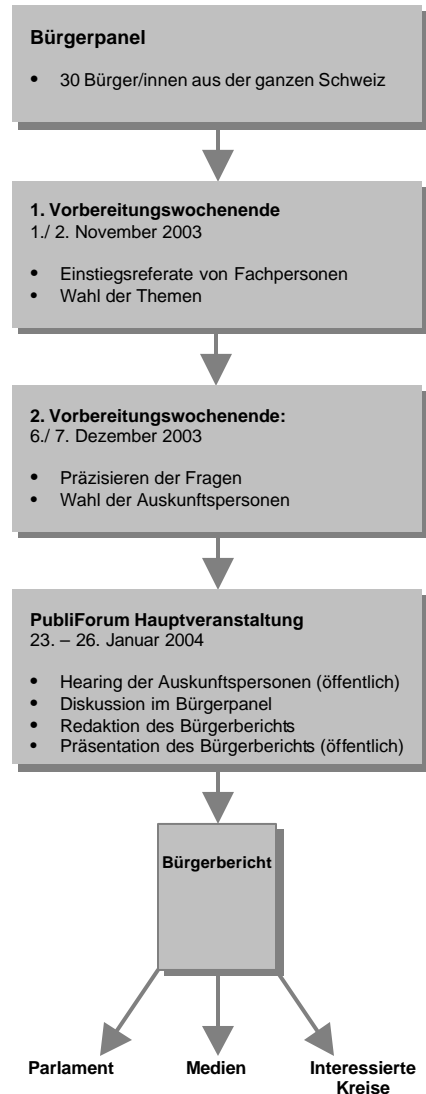 Bürgerpanel
• 30 Bürger/innen aus der ganzen Schweiz
1. Vorbereitungswochenende
1./ 2. November 2003
• Einstiegsreferate von Fachpersonen
• Wahl der Themen
2. Vorbereitungswochenende:
6./ 7. Dezember 2003
• Präzisieren der Fragen
• Wahl der Auskunftspersonen
PubliForum Hauptveranstaltung
23. – 26. Januar 2004
• Hearing der Auskunftspersonen (öffentlich)
• Diskussion im Bürgerpanel
• Redaktion des Bürgerberichts
• Präsentation des Bürgerberichts (öffentlich)
Bürgerbericht
Parlament Medien Interessierte
Kreise